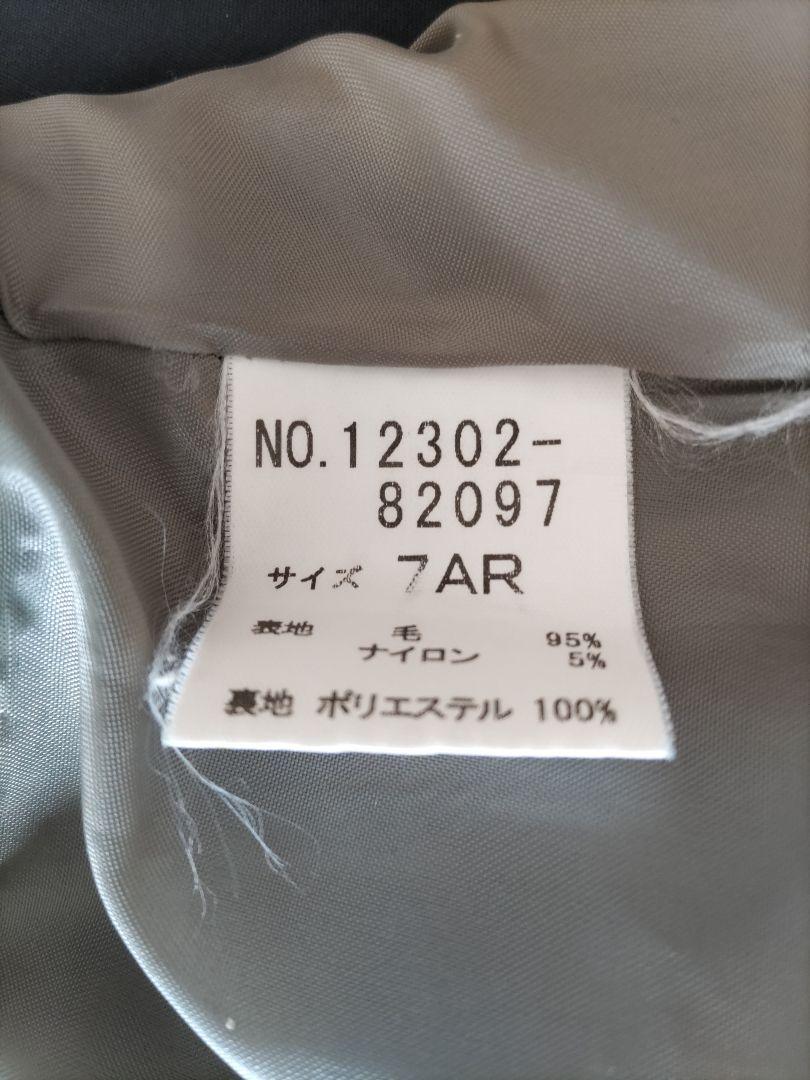 NO.12302-
82097
サイズ 7AR
表地 毛 95%
ナイロン 5%
裏地 ポリエステル 100%